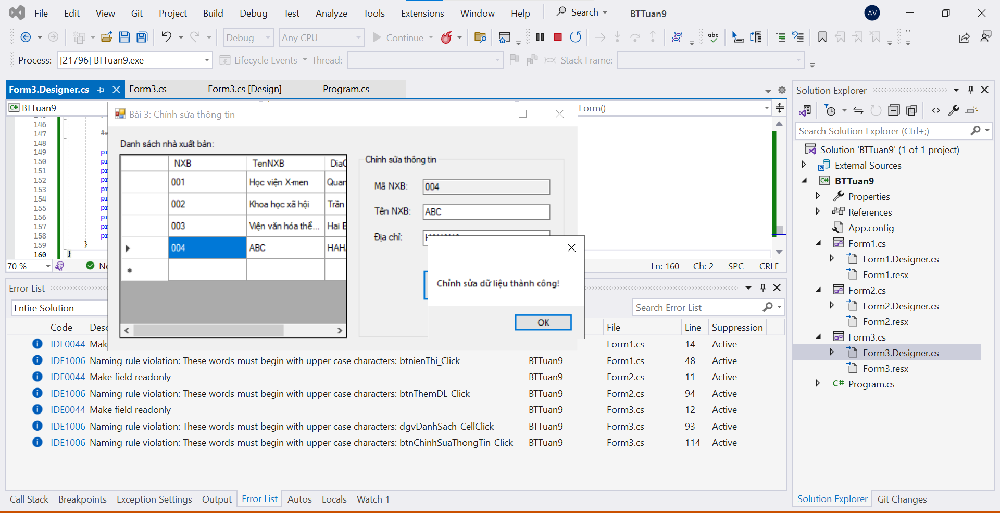 File Edit View Git Project Build Debug Test Analyze Tools Extensions Window Help Search BTTuan9 AV
Debug Any CPU Continue abc
Process: [21796] BTTuan9.exe Lifecycle Events Thread: Stack Frame:
Form3.Designer.cs Form3.cs Form3.cs [Design] Program.cs
C# BTTuan9 Form()
146
147 #e
148
149 pr
150 pr
151 pr
152 pr
153 pr
154 pr
155 pr
156 pr
157 pr
158 pr
159 }
160 }
70 % Ln: 160 Ch: 2 SPC CRLF
Bài 3: Chỉnh sửa thông tin
Danh sách nhà xuất bản:
NXB TenNXB
001 Học viện X-men Quan
002 Khoa học xã hội Trần
003 Viện văn hóa thể... Hai
004 ABC HAH
Chỉnh sửa thông tin
Mã NXB: 004
Tên NXB: ABC
Địa chỉ:
Chỉnh sửa dữ liệu thành công!
OK
Error List
Entire Solution Search Error List
Code Desc File Line Suppression
IDE0044 Mak Form1.cs 14 Active
IDE1006 Naming rule violation: These words must begin with upper case characters: btnienThi_Click BTTuan9 Form1.cs 48 Active
IDE0044 Make field readonly BTTuan9 Form2.cs 11 Active
IDE1006 Naming rule violation: These words must begin with upper case characters: btnThemDL_Click BTTuan9 Form2.cs 94 Active
IDE0044 Make field readonly BTTuan9 Form3.cs 12 Active
IDE1006 Naming rule violation: These words must begin with upper case characters: dgvDanhSach_CellClick BTTuan9 Form3.cs 93 Active
IDE1006 Naming rule violation: These words must begin with upper case characters: btnChinhSuaThongTin_Click BTTuan9 Form3.cs 114 Active
Call Stack Breakpoints Exception Settings Output Error List Autos Locals Watch 1
Solution Explorer
Search Solution Explorer (Ctrl+;)
Solution 'BTTuan9' (1 of 1 project)
External Sources
C# BTTuan9
Properties
References
App.config
Form1.cs
Form1.Designer.cs
Form1.resx
Form2.cs
Form2.Designer.cs
Form2.resx
Form3.cs
Form3.Designer.cs
Form3.resx
C# Program.cs
Solution Explorer Git Changes